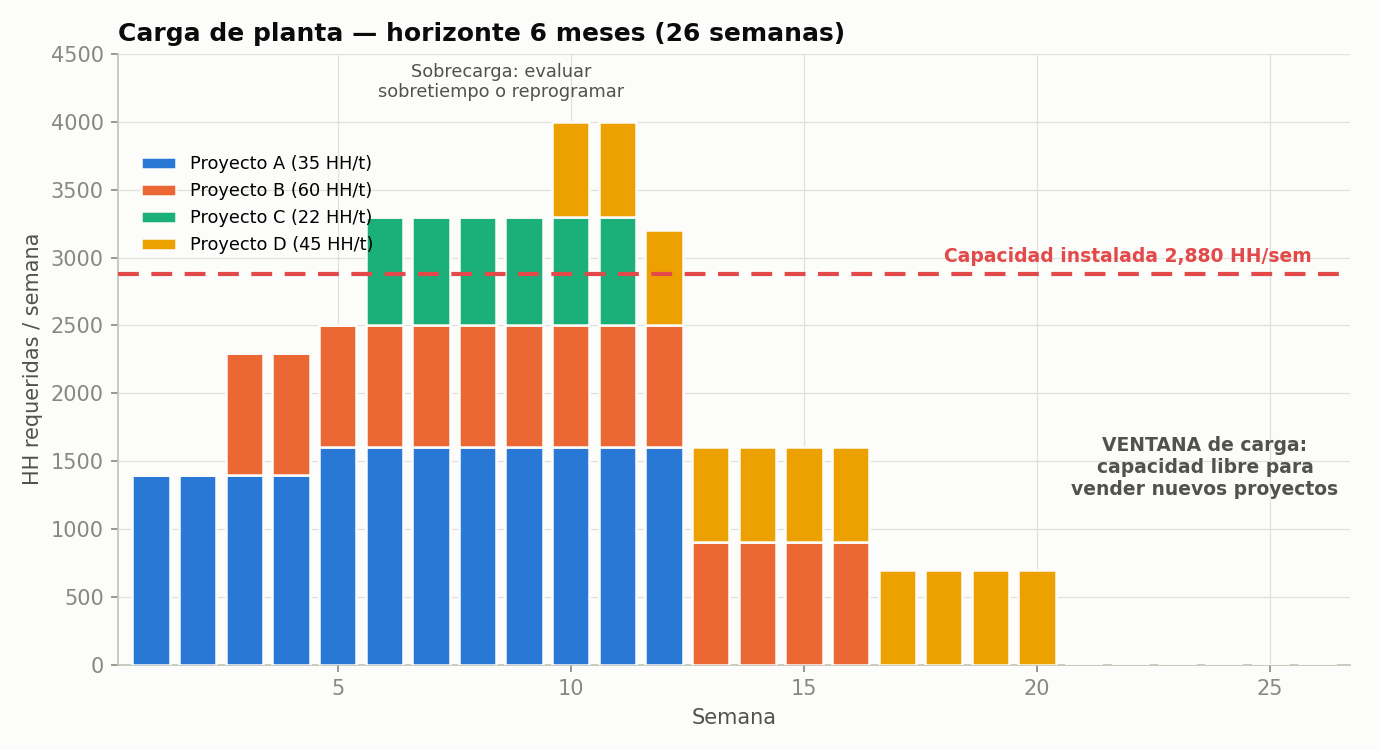 Carga de planta — horizonte 6 meses (26 semanas)
Sobrecarga: evaluar
sobretiempo o reprogramar
Proyecto A (35 HH/t)
Proyecto B (60 HH/t)
Proyecto C (22 HH/t)
Proyecto D (45 HH/t)
Capacidad instalada 2,880 HH/sem
VENTANA de carga:
capacidad libre para
vender nuevos proyectos
HH requeridas / semana
4500
4000
3500
3000
2500
2000
1500
1000
500
0
5
10
15
20
25
Semana